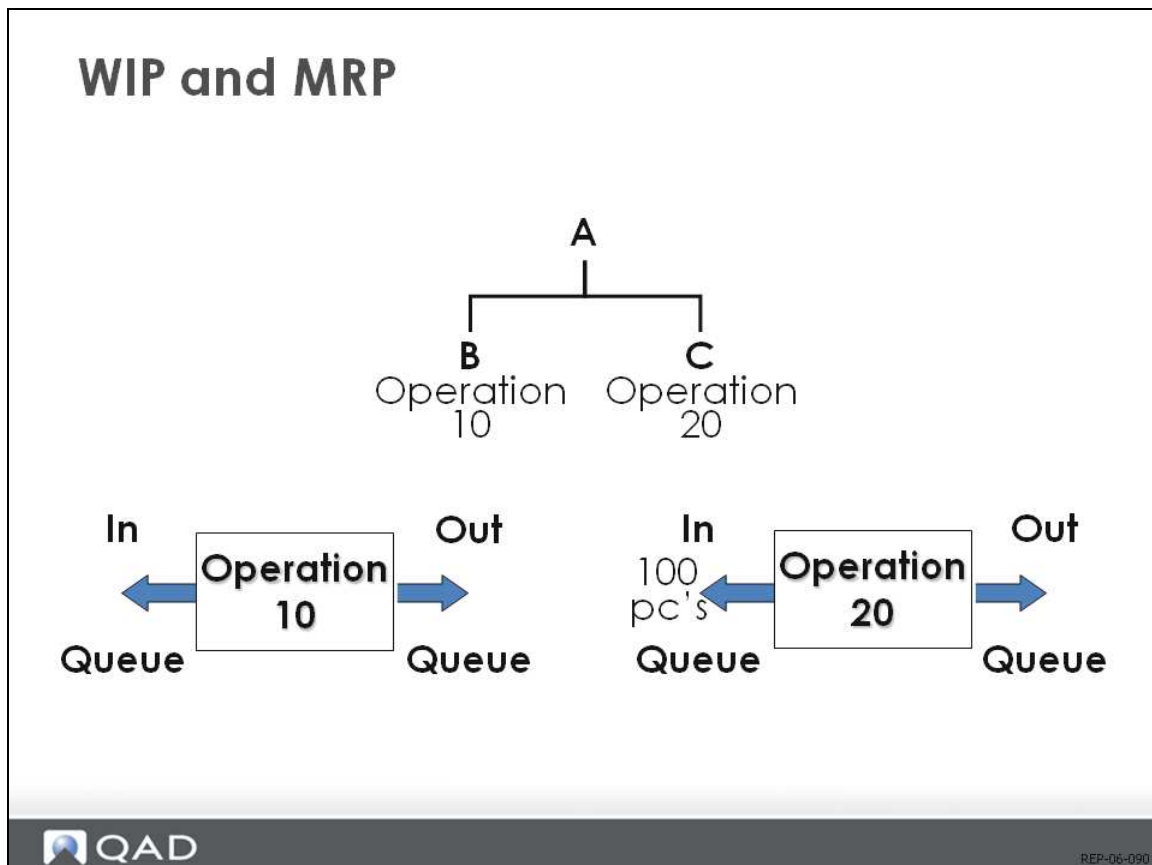 WIP and MRP
A
B
Operation
10
C
Operation
20
In
Operation
10
Out
Queue
Queue
In
100
pc's
Operation
20
Out
Queue
Queue
QAD
REP-06-090